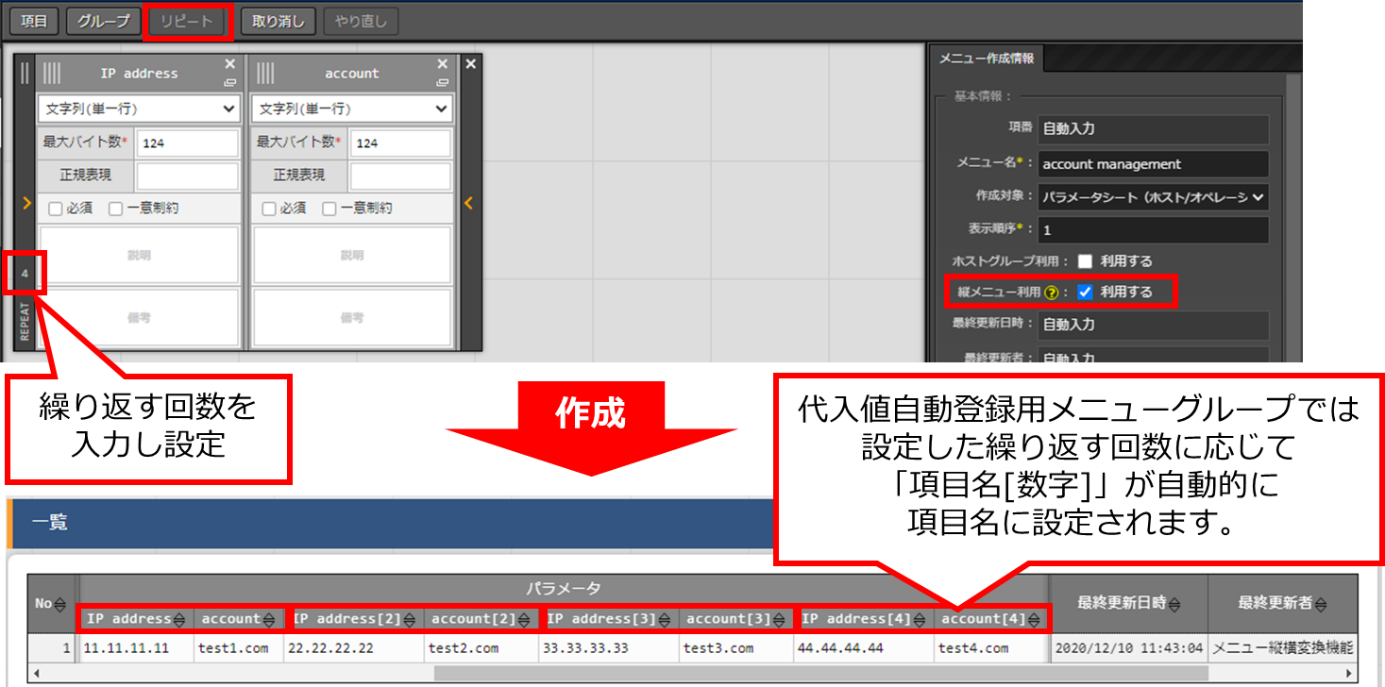 項目 グループ リピート 取り消し やり直し
IP address account
文字列(単一行) 文字列(単一行)
最大バイト数* 124 最大バイト数* 124
正規表現 正規表現
必須 一意制約 必須 一意制約
説明 説明
4
備考 備考
REPEAT
メニュー作成情報
基本情報：
項番 自動入力
メニュー名*： account management
作成対象： パラメータシート（ホスト/オペレーシ
表示順序*： 1
ホストグループ利用： 利用する
縦メニュー利用?： 利用する
最終更新日時： 自動入力
最終更新者： 自動入力
繰り返す回数を
入力し設定
作成
代入値自動登録用メニューグループでは
設定した繰り返す回数に応じて
「項目名[数字]」が自動的に
項目名に設定されます。
一覧
No パラメータ 最終更新日時 最終更新者
IP address account IP address[2] account[2] IP address[3] account[3] IP address[4] account[4]
1 11.11.11.11 test1.com 22.22.22.22 test2.com 33.33.33.33 test3.com 44.44.44.44 test4.com 2020/12/10 11:43:04 メニュー縦横変換機能